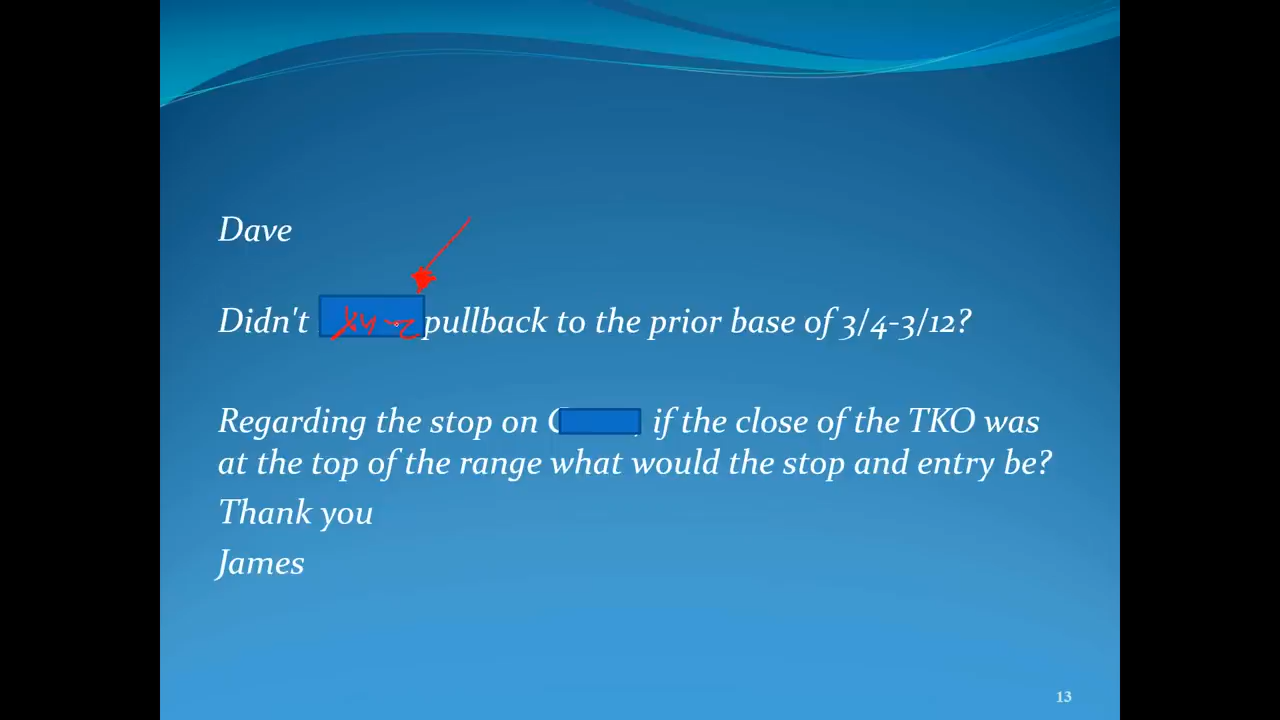 Dave
Didn't pullback to the prior base of 3/4-3/12?
Regarding the stop on if the close of the TKO was
at the top of the range what would the stop and entry be?
Thank you
James
13